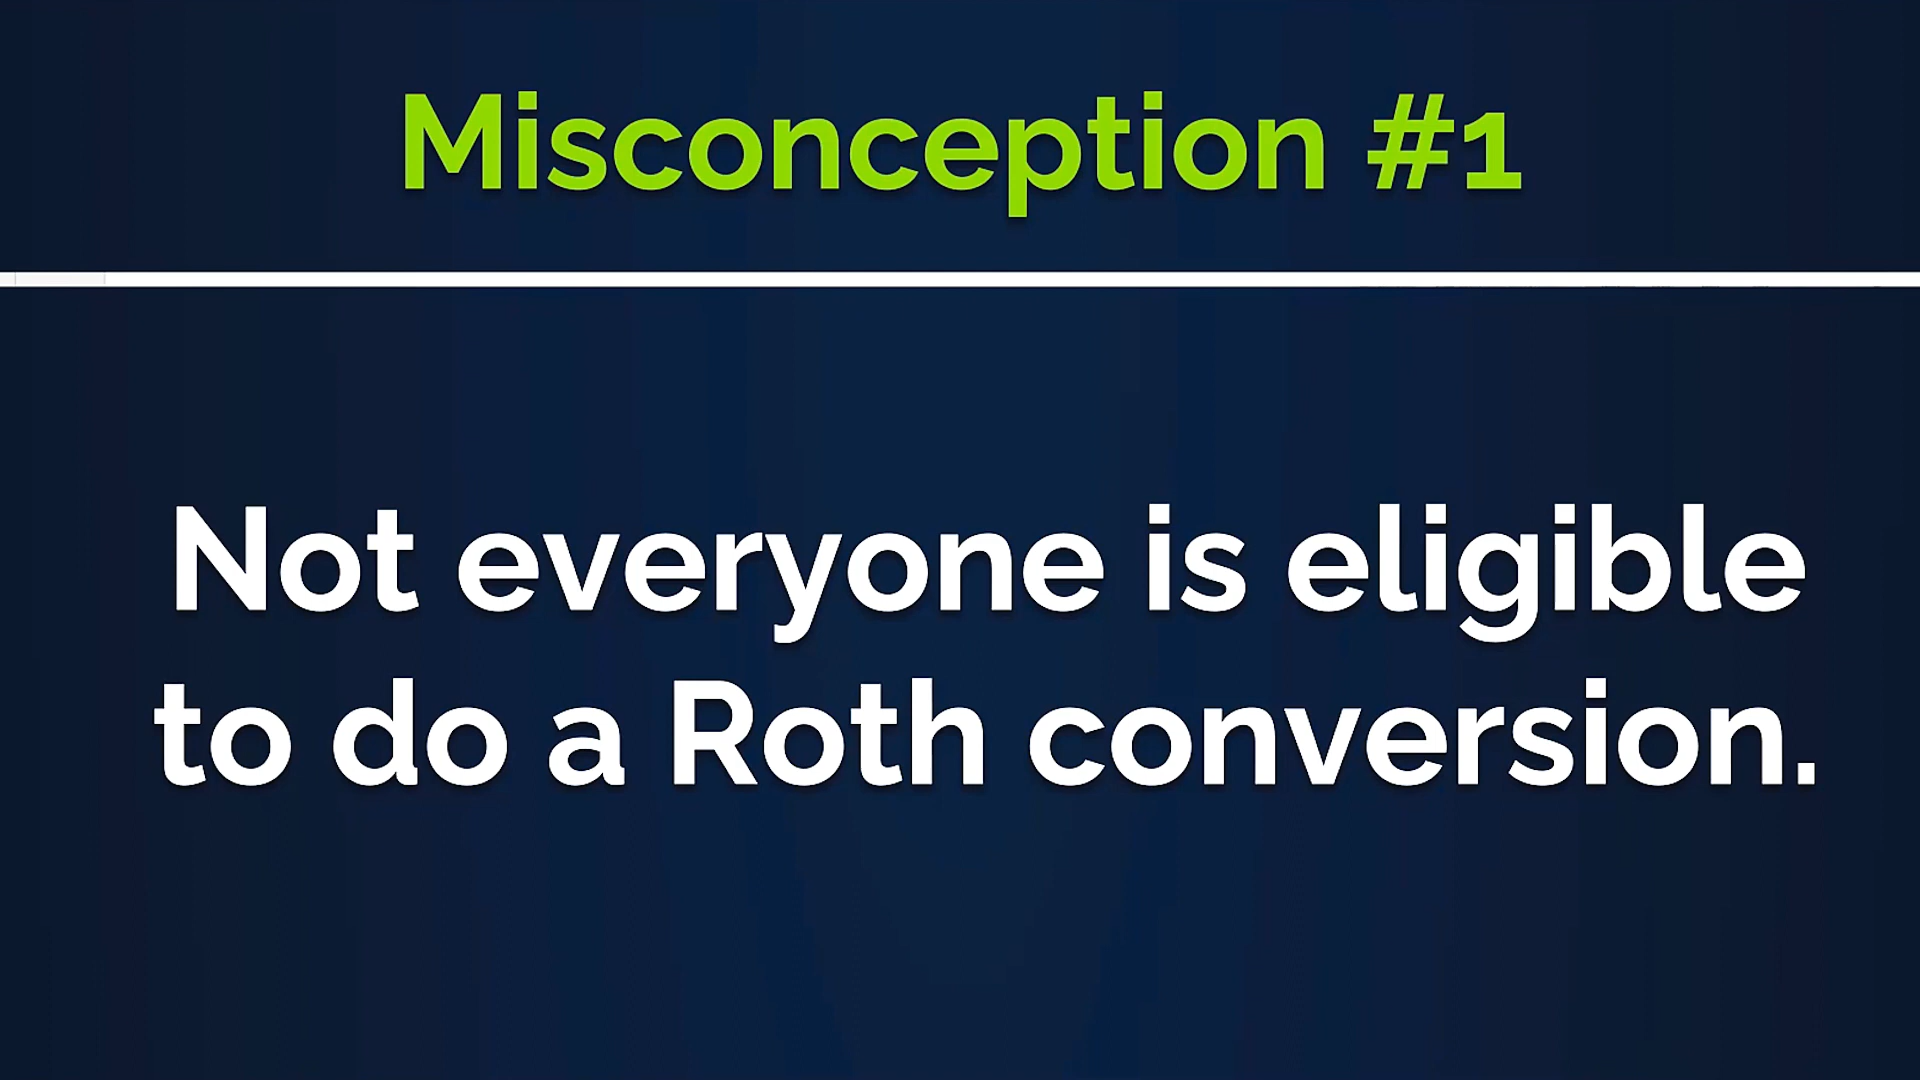 Misconception #1
Not everyone is eligible
to do a Roth conversion.